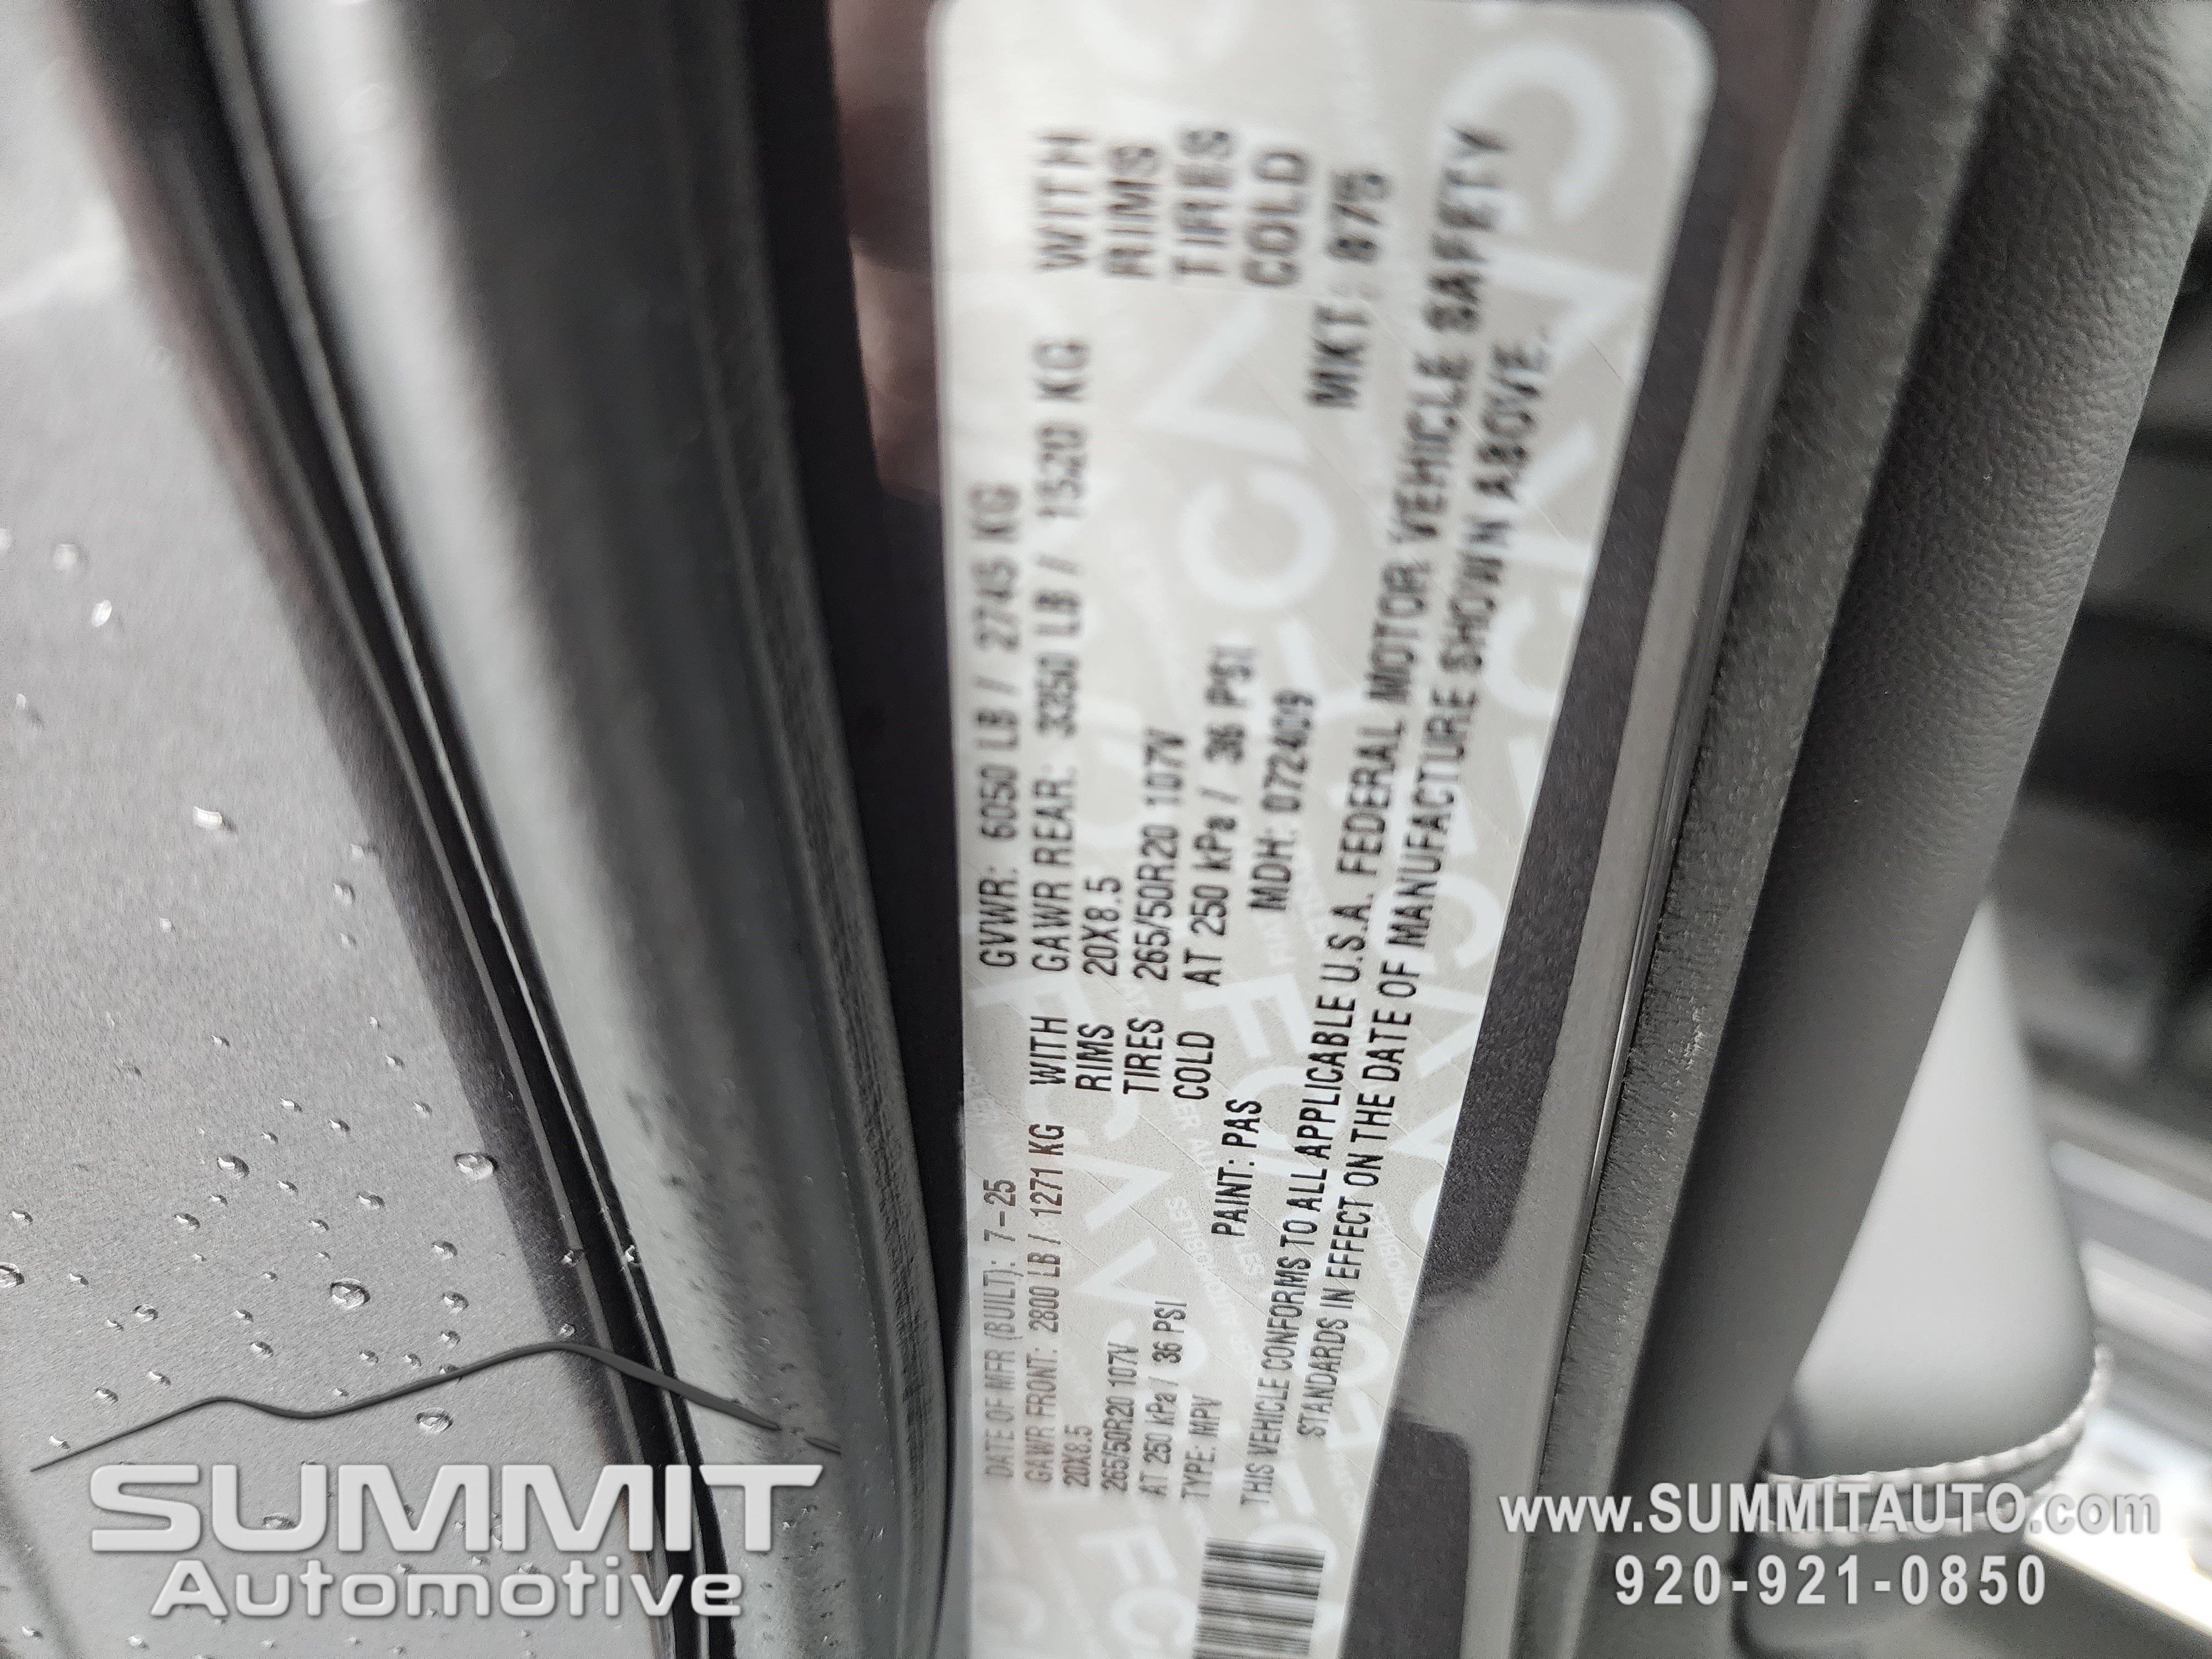 DATE OF MFR (BUILT): 7-25 GVWR: 6050 LB / 2745 KG
GAWR FRONT: 2800 LB / 1271 KG WITH GAWR REAR: 3350 LB / 1520 KG WITH
20X8.5 RIMS 20X8.5 RIMS
265/50R20 107V TIRES 265/50R20 107V TIRES
AT 250 kPa / 36 PSI COLD AT 250 kPa / 36 PSI COLD
TYPE: MPV PAINT: PAS MDH: 072409 MKT: 875
THIS VEHICLE CONFORMS TO ALL APPLICABLE U.S.A. FEDERAL MOTOR VEHICLE SAFETY
STANDARDS IN EFFECT ON THE DATE OF MANUFACTURE SHOWN ABOVE.
SUMMIT
Automotive
www.SUMMITAUTO.com
920-921-0850